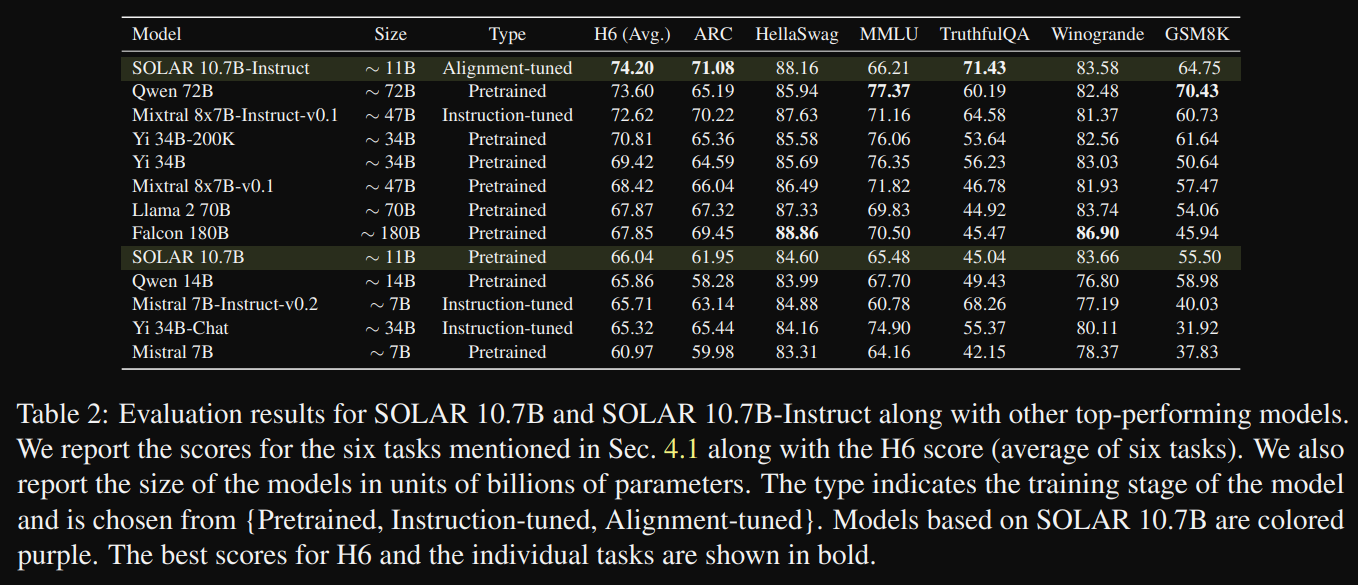 Model Size Type H6 (Avg.) ARC HellaSwag MMLU TruthfulQA Winogrande GSM8K
SOLAR 10.7B-Instruct ∼ 11B Alignment-tuned 74.20 71.08 88.16 66.21 71.43 83.58 64.75
Qwen 72B ∼ 72B Pretrained 73.60 65.19 85.94 77.37 60.19 82.48 70.43
Mixtral 8x7B-Instruct-v0.1 ∼ 47B Instruction-tuned 72.62 70.22 87.63 71.16 64.58 81.37 60.73
Yi 34B-200K ∼ 34B Pretrained 70.81 65.36 85.58 76.06 53.64 82.56 61.64
Yi 34B ∼ 34B Pretrained 69.42 64.59 85.69 76.35 56.23 83.03 50.64
Mixtral 8x7B-v0.1 ∼ 47B Pretrained 68.42 66.04 86.49 71.82 46.78 81.93 57.47
Llama 2 70B ∼ 70B Pretrained 67.87 67.32 87.33 69.83 44.92 83.74 54.06
Falcon 180B ∼ 180B Pretrained 67.85 69.45 88.86 70.50 45.47 86.90 45.94
SOLAR 10.7B ∼ 11B Pretrained 66.04 61.95 84.60 65.48 45.04 83.66 55.50
Qwen 14B ∼ 14B Pretrained 65.86 58.28 83.99 67.70 49.43 76.80 58.98
Mistral 7B-Instruct-v0.2 ∼ 7B Instruction-tuned 65.71 63.14 84.88 60.78 68.26 77.19 40.03
Yi 34B-Chat ∼ 34B Instruction-tuned 65.32 65.44 84.16 74.90 55.37 80.11 31.92
Mistral 7B ∼ 7B Pretrained 60.97 59.98 83.31 64.16 42.15 78.37 37.83
Table 2: Evaluation results for SOLAR 10.7B and SOLAR 10.7B-Instruct along with other top-performing models.
We report the scores for the six tasks mentioned in Sec. 4.1 along with the H6 score (average of six tasks). We also
report the size of the models in units of billions of parameters. The type indicates the training stage of the model
and is chosen from {Pretrained, Instruction-tuned, Alignment-tuned}. Models based on SOLAR 10.7B are colored
purple. The best scores for H6 and the individual tasks are shown in bold.